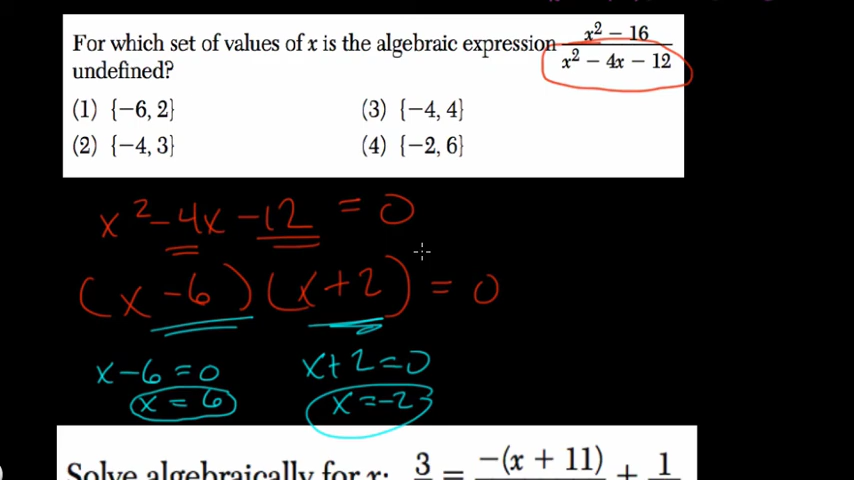 For which set of values of x is the algebraic expression x² − 16 / x² − 4x − 12
undefined?
(1) {−6, 2} (3) {−4, 4}
(2) {−4, 3} (4) {−2, 6}
x² − 4x − 12 = 0
(x − 6) (x + 2) = 0
x − 6 = 0 x + 2 = 0
x = 6 x = −2
Solve algebraically for x: 3 = −(x + 11) + 1